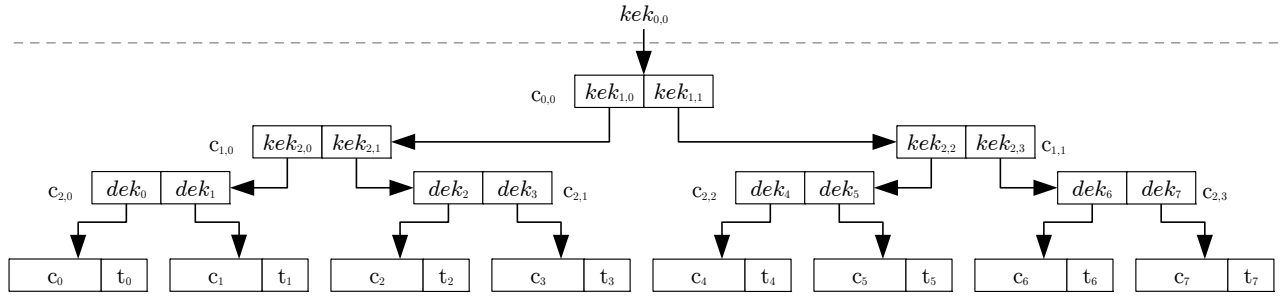 kek0,0
c0,0 kek1,0 kek1,1
c1,0 kek2,0 kek2,1 kek2,2 kek2,3 c1,1
c2,0 dek0 dek1 dek2 dek3 c2,1 c2,2 dek4 dek5 dek6 dek7 c2,3
c0 t0 c1 t1 c2 t2 c3 t3 c4 t4 c5 t5 c6 t6 c7 t7